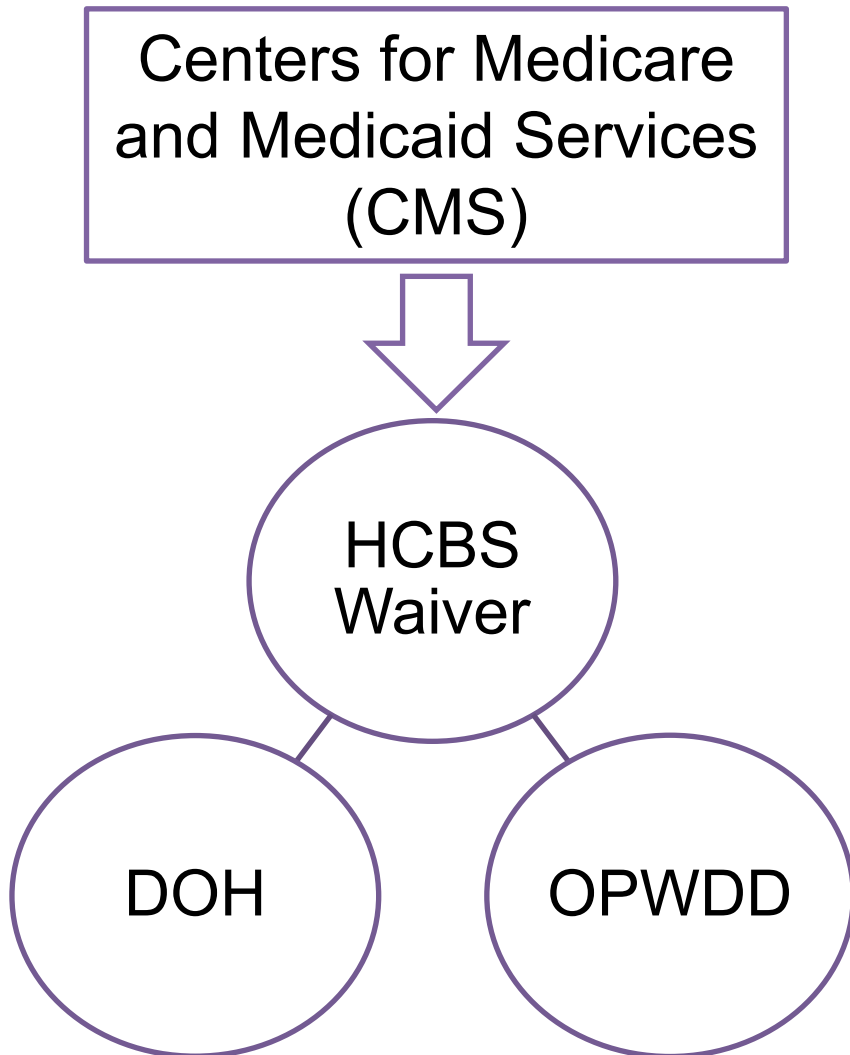 Centers for Medicare
and Medicaid Services
(CMS)
HCBS
Waiver
DOH
OPWDD